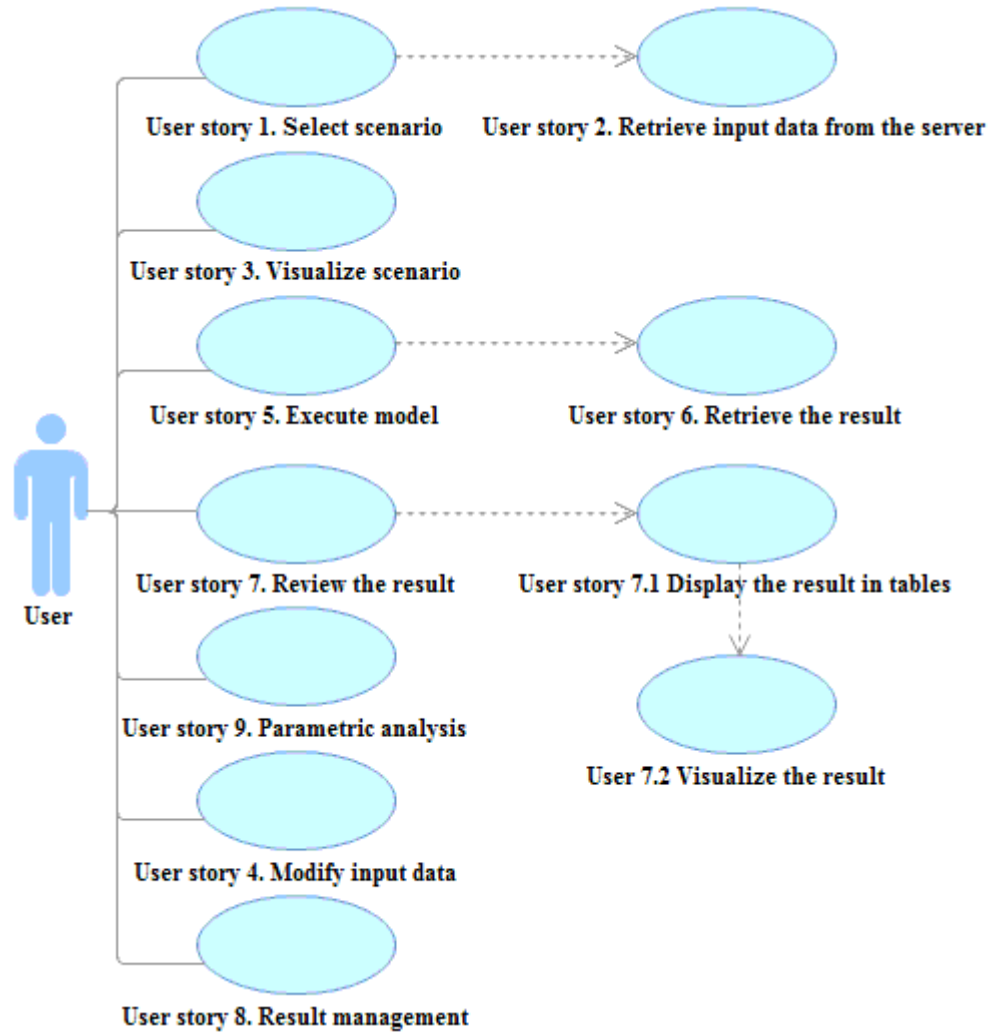 User story 1. Select scenario
User story 2. Retrieve input data from the server
User story 3. Visualize scenario
User story 5. Execute model
User story 6. Retrieve the result
User story 7. Review the result
User story 7.1 Display the result in tables
User
User story 9. Parametric analysis
User 7.2 Visualize the result
User story 4. Modify input data
User story 8. Result management